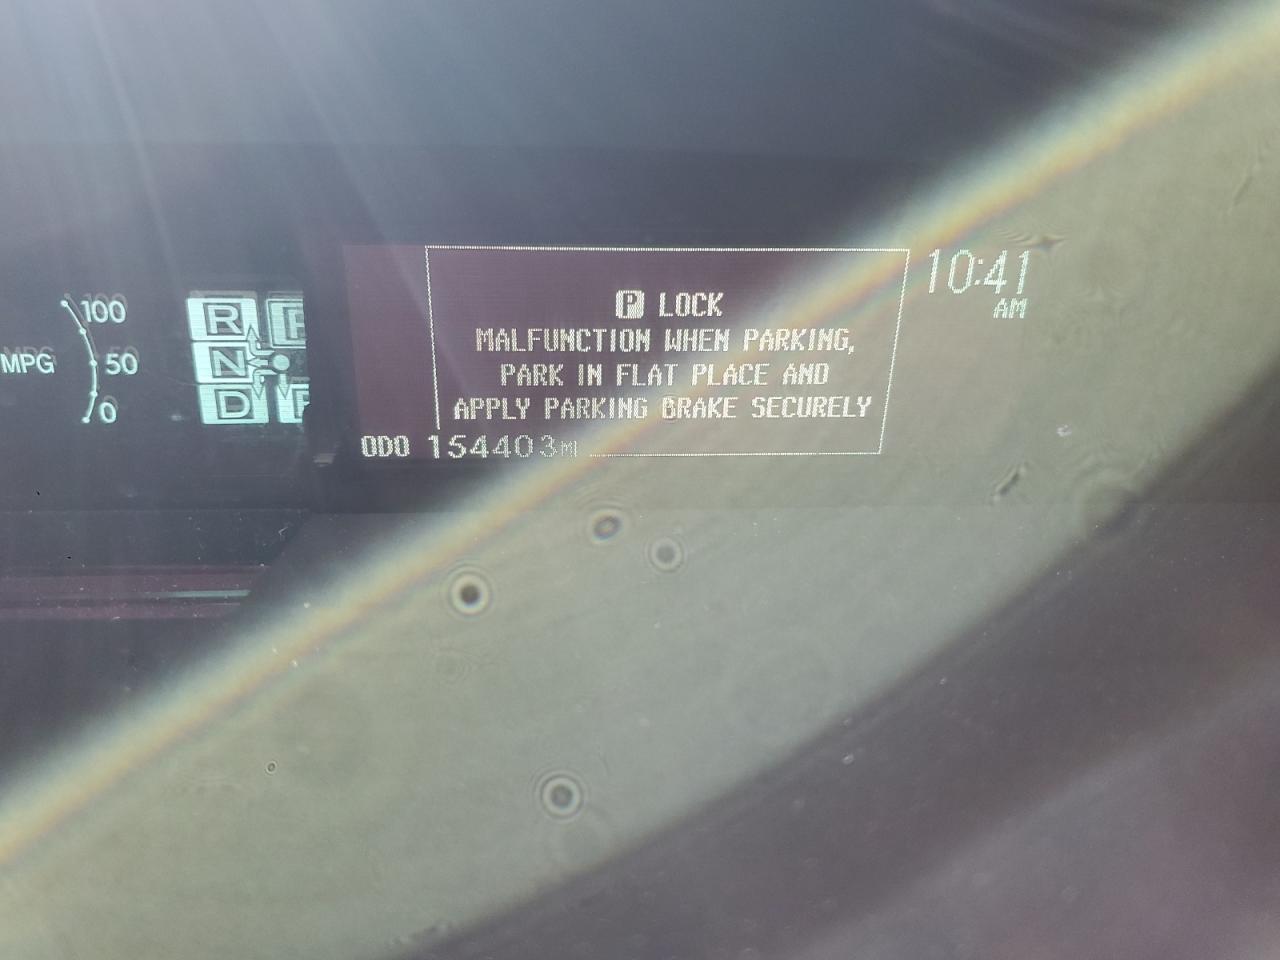 P LOCK
MALFUNCTION WHEN PARKING,
PARK IN FLAT PLACE AND
APPLY PARKING BRAKE SECURELY
ODO 154403MI
10:41
AM
MPG
100
50
0
R
N
D